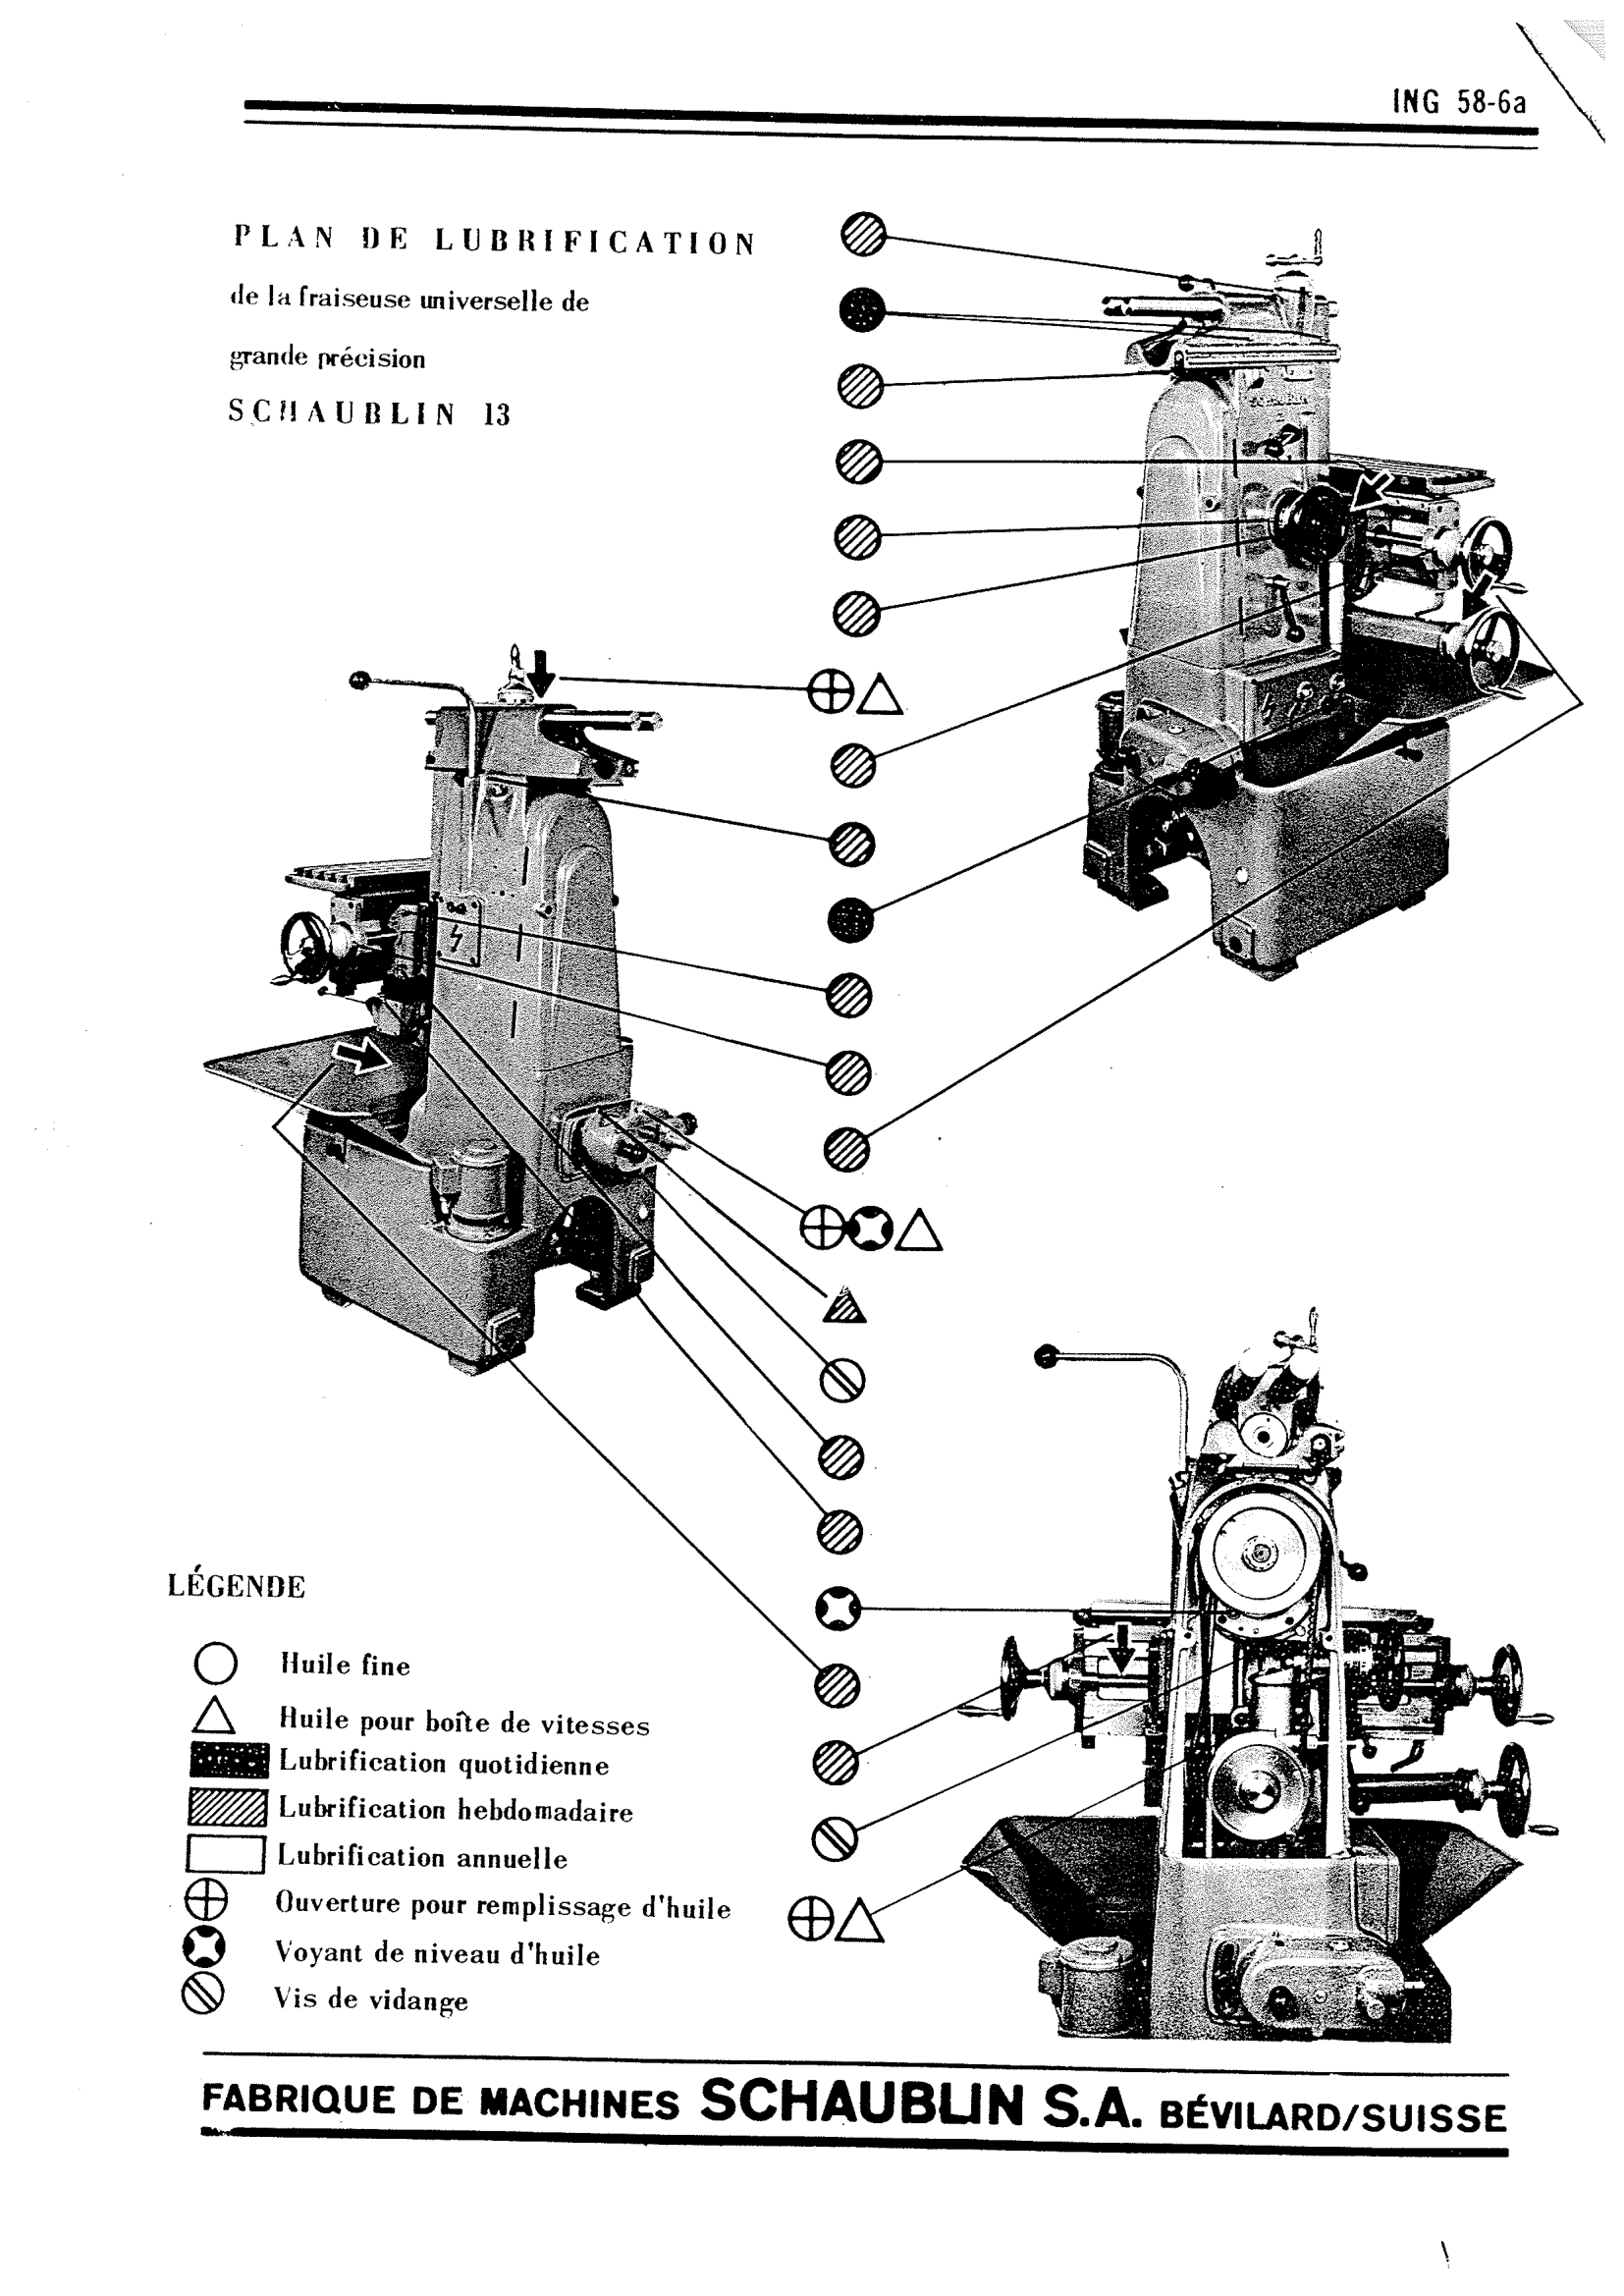 ING 58-6a
PLAN DE LUBRIFICATION
de la fraiseuse universelle de
grande précision
SCHAUBLIN 13
SCHAUBLIN
LÉGENDE
Huile fine
Huile pour boîte de vitesses
Lubrification quotidienne
Lubrification hebdomadaire
Lubrification annuelle
Ouverture pour remplissage d'huile
Voyant de niveau d'huile
Vis de vidange
FABRIQUE DE MACHINES SCHAUBLIN S.A. BÉVILARD/SUISSE